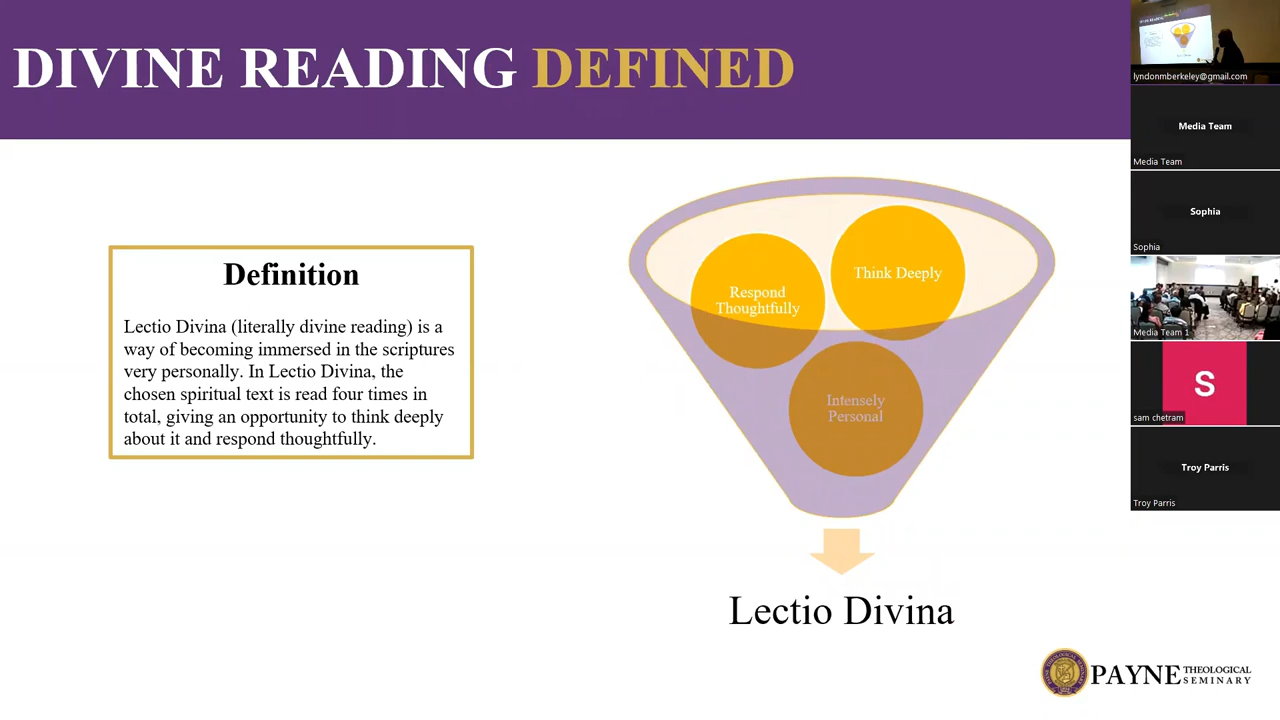 DIVINE READING DEFINED
Definition
Lectio Divina (literally divine reading) is a
way of becoming immersed in the scriptures
very personally. In Lectio Divina, the
chosen spiritual text is read four times in
total, giving an opportunity to think deeply
about it and respond thoughtfully.
Respond
Thoughtfully
Think Deeply
Intensely
Personal
Lectio Divina
PAYNE THEOLOGICAL
SEMINARY
lyndonmberkeley@gmail.com
Media Team
Media Team
Sophia
Sophia
Media Team 1
S
sam chetram
Troy Parris
Troy Parris